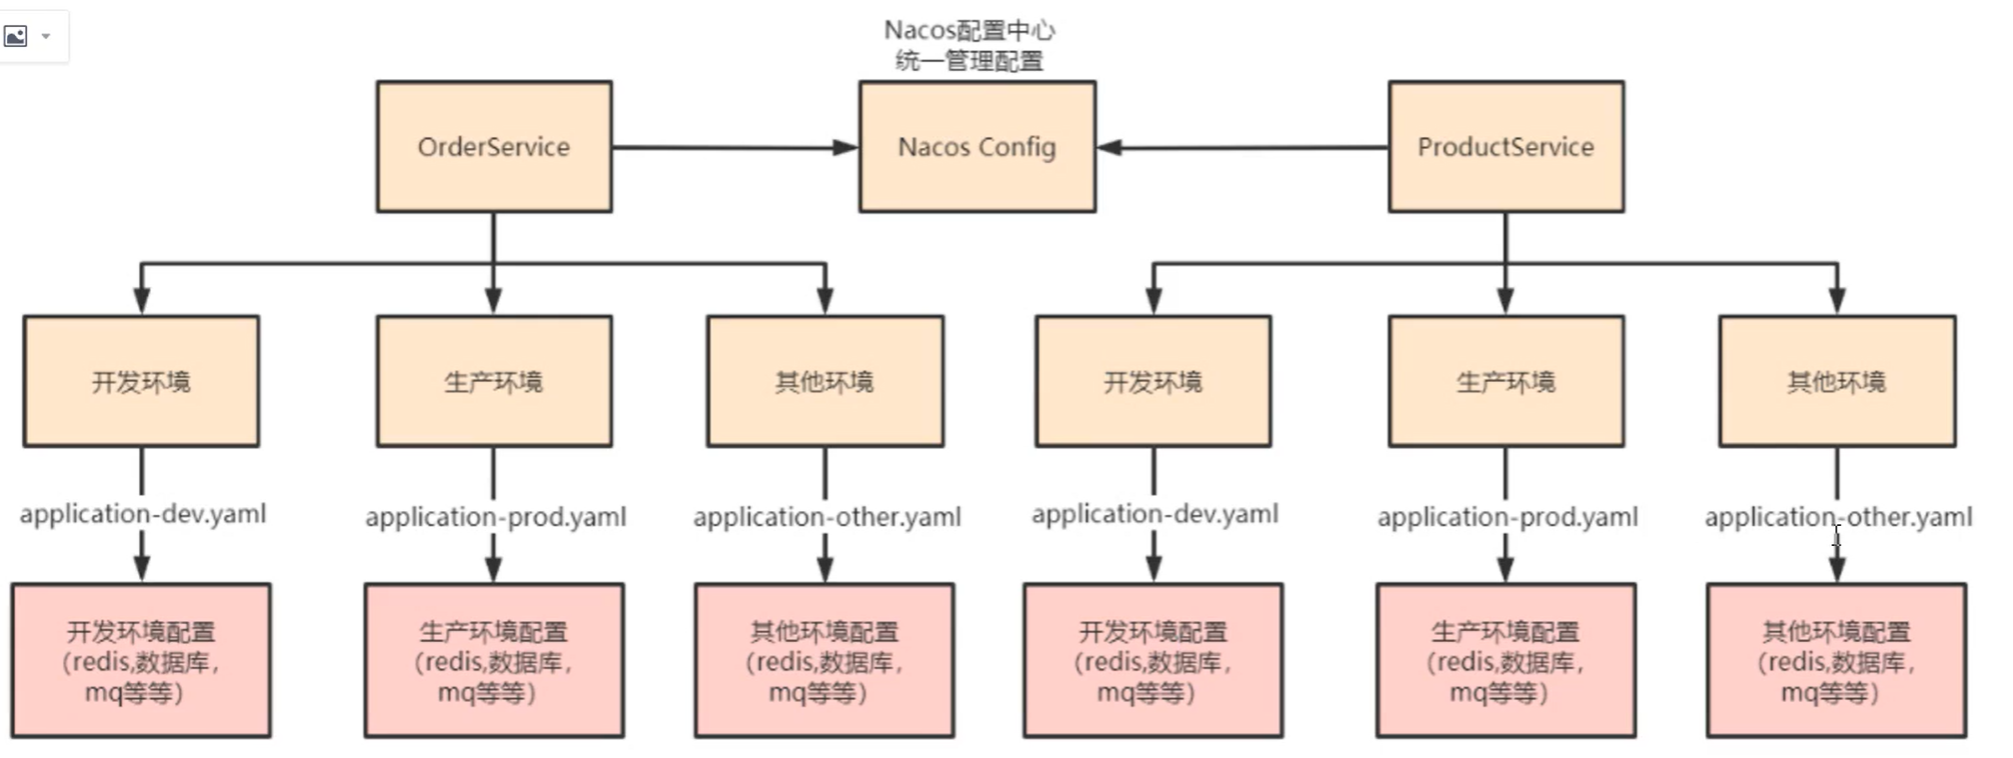 Nacos配置中心
统一管理配置
OrderService
Nacos Config
ProductService
开发环境
生产环境
其他环境
开发环境
生产环境
其他环境
application-dev.yaml
application-prod.yaml
application-other.yaml
application-dev.yaml
application-prod.yaml
application-other.yaml
开发环境配置
（redis,数据库，
mq等等）
生产环境配置
（redis,数据库，
mq等等）
其他环境配置
（redis,数据库，
mq等等）
开发环境配置
（redis,数据库，
mq等等）
生产环境配置
（redis,数据库，
mq等等）
其他环境配置
（redis,数据库，
mq等等）